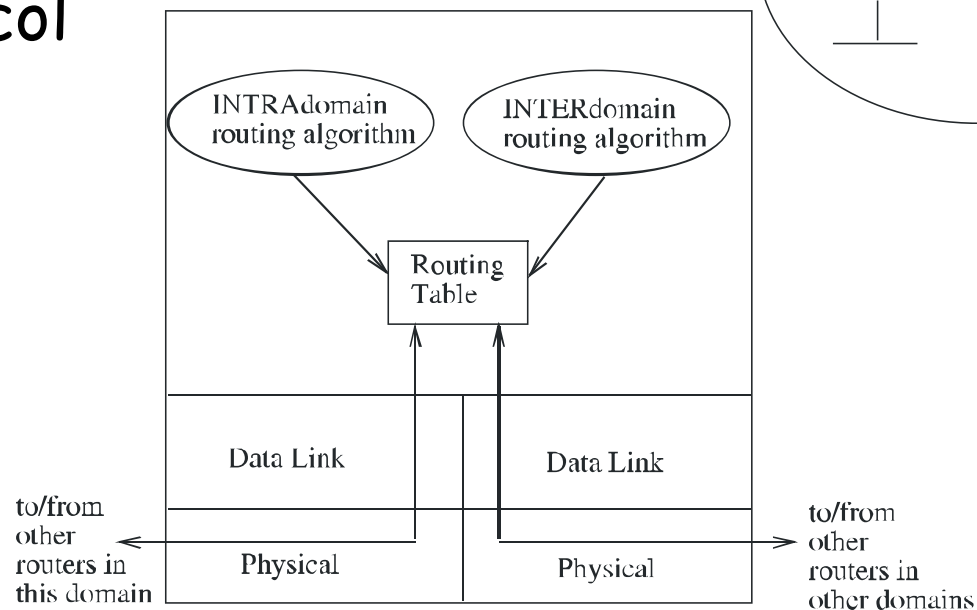 col
INTRAdomain
routing algorithm
INTERdomain
routing algorithm
Routing
Table
Data Link
Data Link
to/from
other
routers in
this domain
Physical
Physical
to/from
other
routers in
other domains